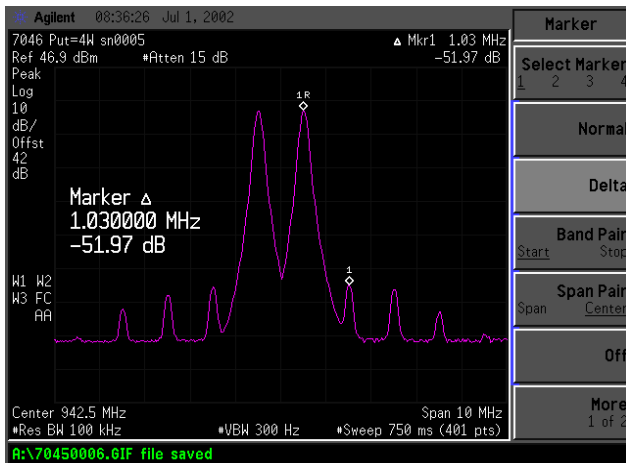 Agilent 08:36:26 Jul 1, 2002
7046 Put=4W sn0005
Δ Mkr1 1.03 MHz
Ref 46.9 dBm #Atten 15 dB -51.97 dB
Peak
Log
10
dB/
Offst
42
dB
1R
Marker Δ
1.030000 MHz
-51.97 dB
1
W1 W2
W3 FC
AA
Center 942.5 MHz Span 10 MHz
#Res BW 100 kHz #VBW 300 Hz #Sweep 750 ms (401 pts)
A:\70450006.GIF file saved
Marker
Select Marker
1 2 3 4
Normal
Delta
Band Pair
Start Stop
Span Pair
Span Center
Off
More
1 of 2